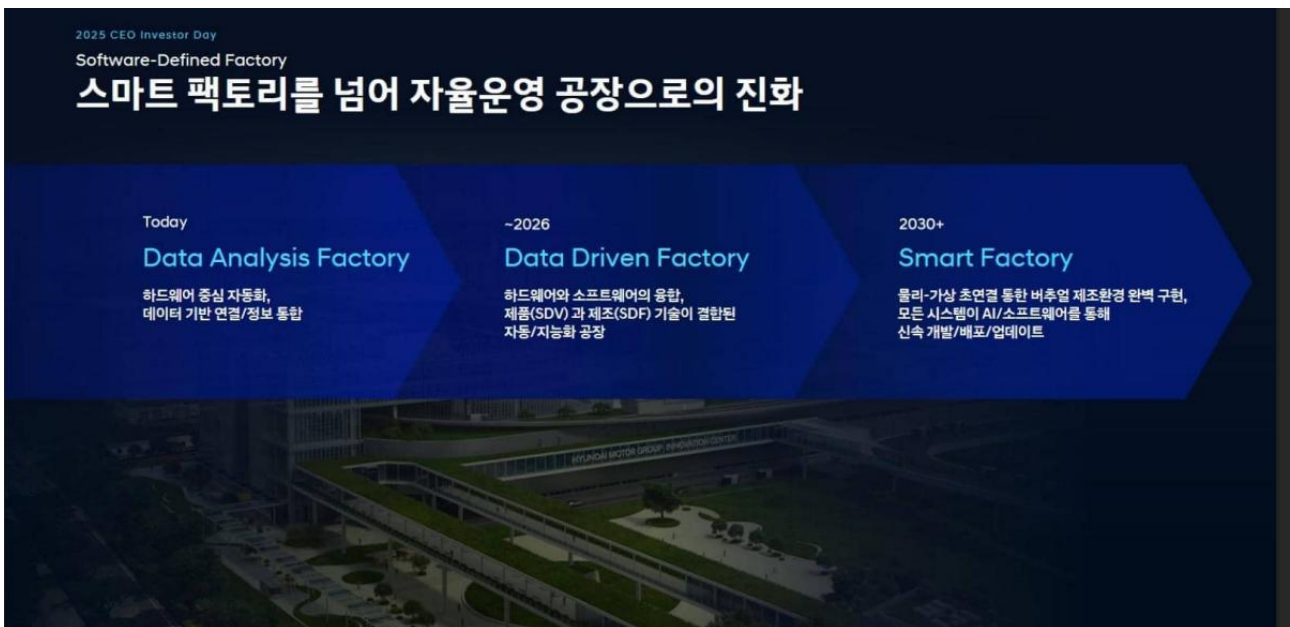 2025 CEO Investor Day
Software-Defined Factory
스마트 팩토리를 넘어 자율운영 공장으로의 진화
Today
Data Analysis Factory
하드웨어 중심 자동화,
데이터 기반 연결/정보 통합
~2026
Data Driven Factory
하드웨어와 소프트웨어의 융합,
제품(SDV) 과 제조(SDF) 기술이 결합된
자동/지능화 공장
2030+
Smart Factory
물리-가상 초연결 통한 버추얼 제조환경 완벽 구현,
모든 시스템이 AI/소프트웨어를 통해
신속 개발/배포/업데이트
HYUNDAI MOTOR GROUP INNOVATION CENTER